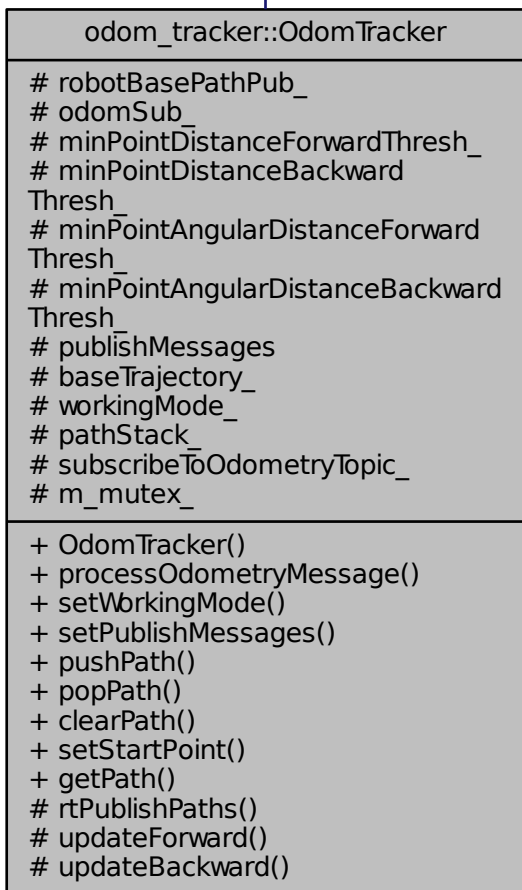 odom_tracker::OdomTracker
# robotBasePathPub_
# odomSub_
# minPointDistanceForwardThresh_
# minPointDistanceBackward
Thresh_
# minPointAngularDistanceForward
Thresh_
# minPointAngularDistanceBackward
Thresh_
# publishMessages
# baseTrajectory_
# workingMode_
# pathStack_
# subscribeToOdometryTopic_
# m_mutex_
+ OdomTracker()
+ processOdometryMessage()
+ setWorkingMode()
+ setPublishMessages()
+ pushPath()
+ popPath()
+ clearPath()
+ setStartPoint()
+ getPath()
# rtPublishPaths()
# updateForward()
# updateBackward()